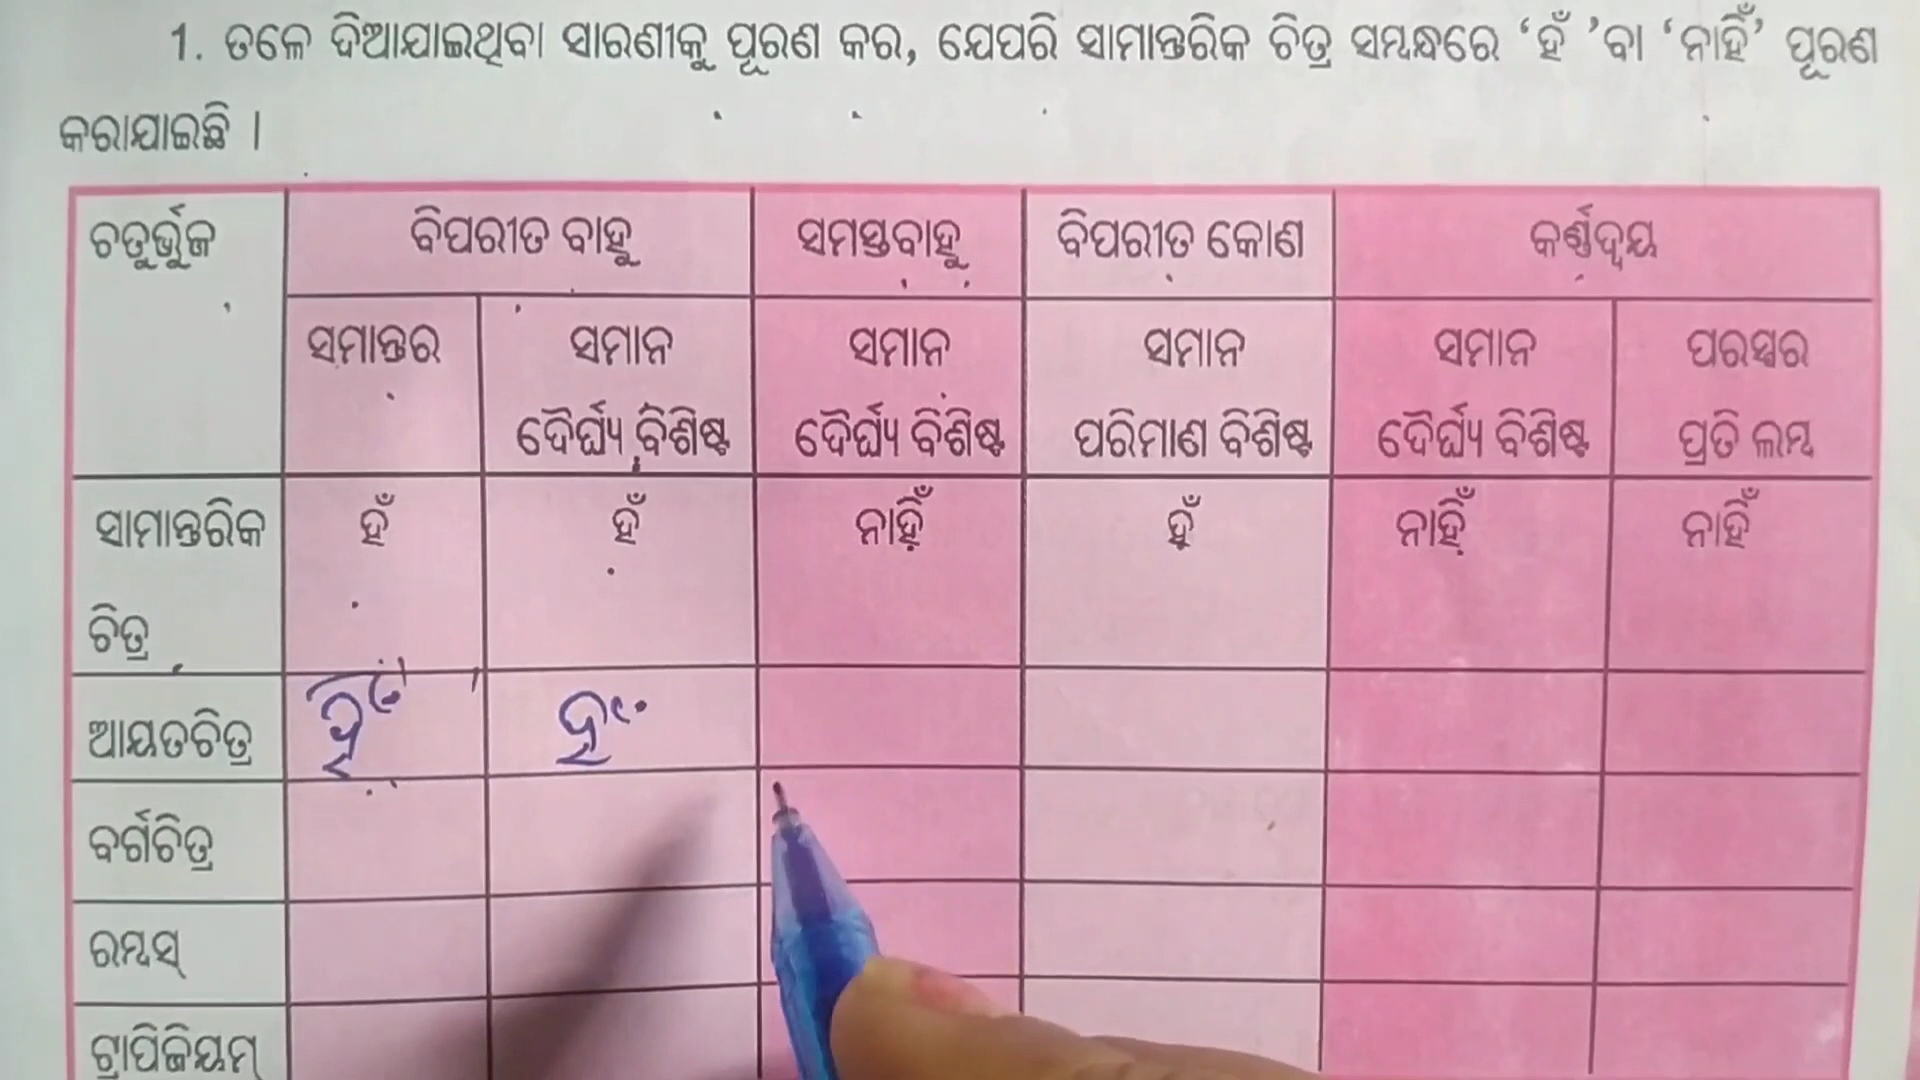 1. ତଳେ ଦିଆଯାଇଥିବା ସାରଣୀକୁ ପୂରଣ କର, ଯେପରି ସାମାନ୍ତରିକ ଚିତ୍ର ସମ୍ବନ୍ଧରେ ‘ହଁ ’ବା ‘ନାହିଁ’ ପୂରଣ
କରାଯାଇଛି ।
ଚତୁର୍ଭୁଜ ବିପରୀତ ବାହୁ ସମସ୍ତବାହୁ ବିପରୀତ କୋଣ କର୍ଣ୍ଣଦ୍ୱୟ
ସମାନ୍ତର ସମାନ ସମାନ ସମାନ ସମାନ ପରସ୍ପର
ଦୈର୍ଘ୍ୟ ବିଶିଷ୍ଟ ଦୈର୍ଘ୍ୟ ବିଶିଷ୍ଟ ପରିମାଣ ବିଶିଷ୍ଟ ଦୈର୍ଘ୍ୟ ବିଶିଷ୍ଟ ପ୍ରତି ଲମ୍ବ
ସାମାନ୍ତରିକ ହଁ ହଁ ନାହିଁ ହଁ ନାହିଁ ନାହିଁ
ଚିତ୍ର
ଆୟତଚିତ୍ର ହଁ ହଁ
ବର୍ଗଚିତ୍ର
ରମ୍ବସ୍
ଟ୍ରାପିଜିୟମ୍